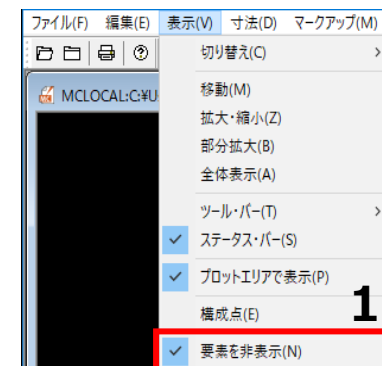 ファイル(F) 編集(E) 表示(V) 寸法(D) マークアップ(M)
切り替え(C)
MCLOCAL:C:¥U
移動(M)
拡大・縮小(Z)
部分拡大(B)
全体表示(A)
ツール・バー(T)
ステータス・バー(S)
プロットエリアで表示(P)
構成点(E)
1
要素を非表示(N)